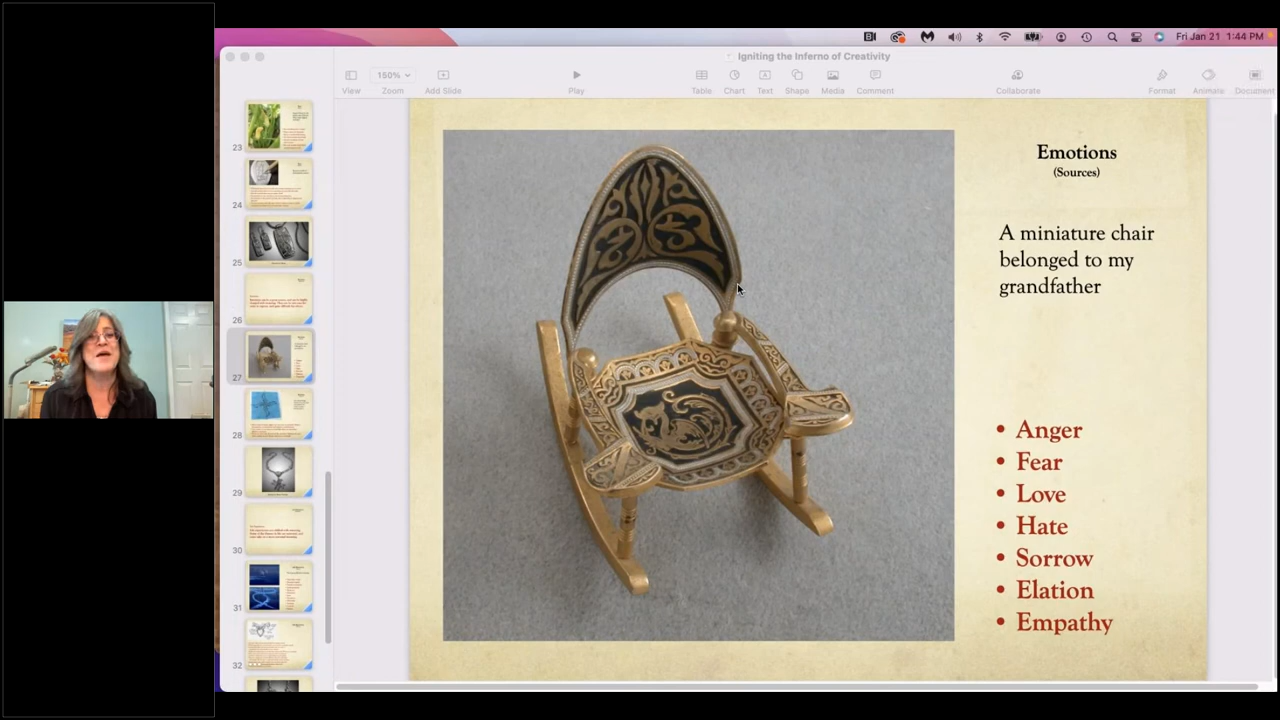 Fri Jan 21 1:44 PM
Igniting the Inferno of Creativity
150%
View
Zoom
Add Slide
Play
Table
Chart
Text
Shape
Media
Comment
Collaborate
Format
Animate
Document
23
24
25
26
27
28
29
30
31
32
Emotions
(Sources)
A miniature chair
belonged to my
grandfather
• Anger
• Fear
• Love
• Hate
• Sorrow
• Elation
• Empathy